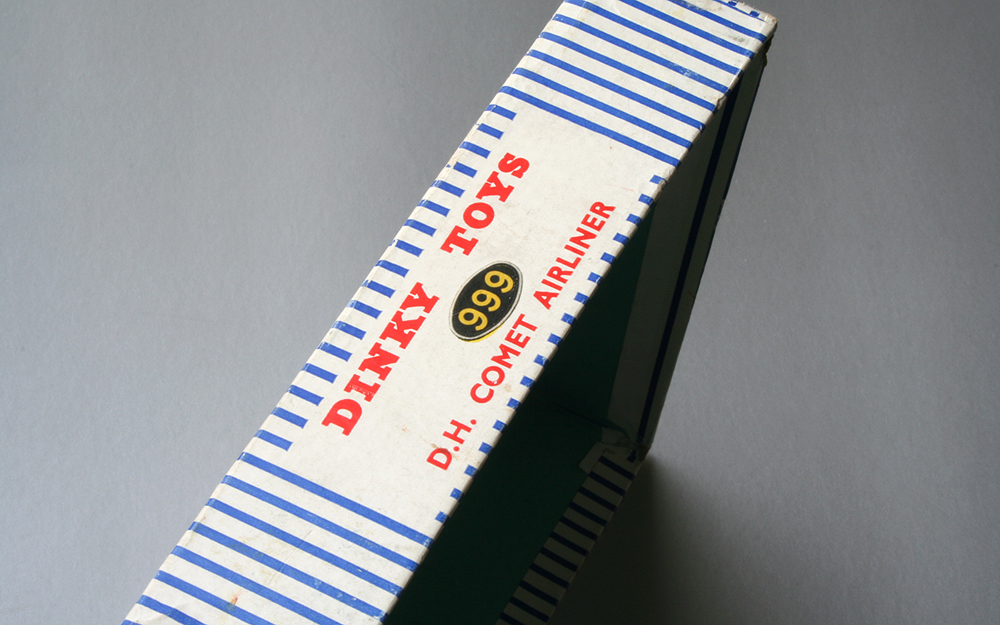 DINKY TOYS
999
D.H. COMET AIRLINER